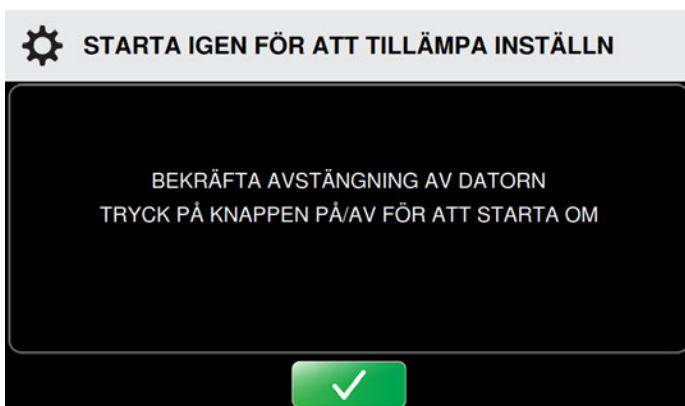 STARTA IGEN FÖR ATT TILLÄMPA INSTÄLLN
BEKRÄFTA AVSTÄNGNING AV DATORN
TRYCK PÅ KNAPPEN PÅ/AV FÖR ATT STARTA OM